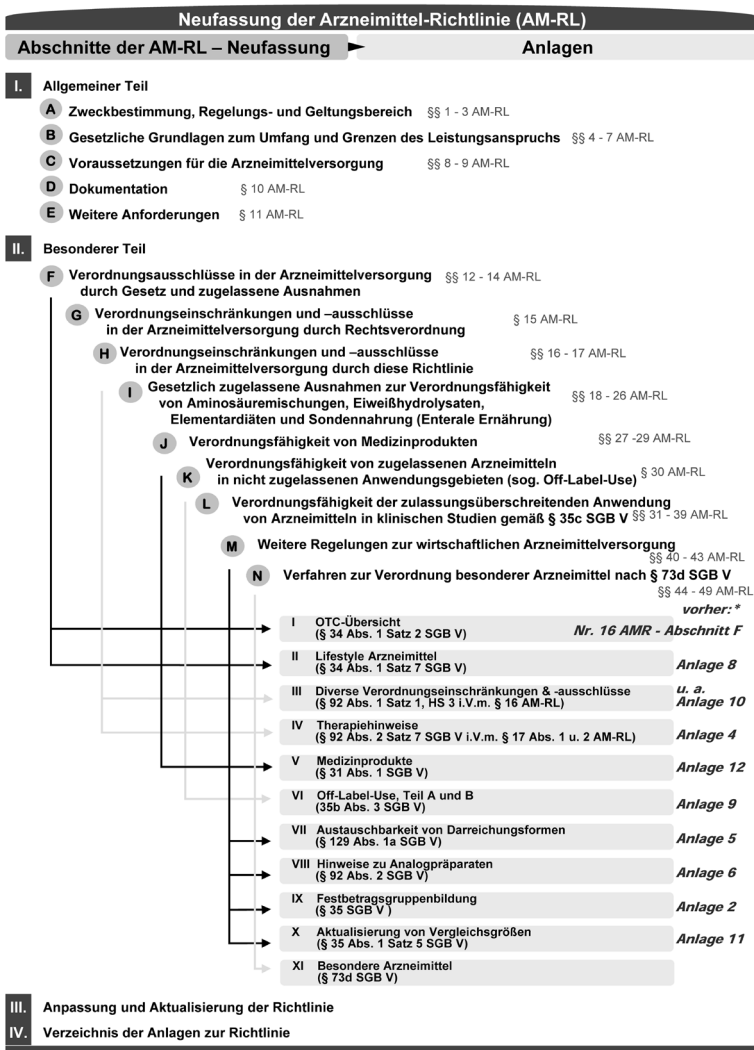 Neufassung der Arzneimittel-Richtlinie (AM-RL)
Abschnitte der AM-RL – Neufassung Anlagen
I. Allgemeiner Teil
A Zweckbestimmung, Regelungs- und Geltungsbereich §§ 1 - 3 AM-RL
B Gesetzliche Grundlagen zum Umfang und Grenzen des Leistungsanspruchs §§ 4 - 7 AM-RL
C Voraussetzungen für die Arzneimittelversorgung §§ 8 - 9 AM-RL
D Dokumentation § 10 AM-RL
E Weitere Anforderungen § 11 AM-RL
II. Besonderer Teil
F Verordnungsausschlüsse in der Arzneimittelversorgung §§ 12 - 14 AM-RL
durch Gesetz und zugelassene Ausnahmen
G Verordnungseinschränkungen und –ausschlüsse § 15 AM-RL
in der Arzneimittelversorgung durch Rechtsverordnung
H Verordnungseinschränkungen und –ausschlüsse §§ 16 - 17 AM-RL
in der Arzneimittelversorgung durch diese Richtlinie
I Gesetzlich zugelassene Ausnahmen zur Verordnungsfähigkeit §§ 18 - 26 AM-RL
von Aminosäuremischungen, Eiweißhydrolysaten,
Elementardiäten und Sondennahrung (Enterale Ernährung)
J Verordnungsfähigkeit von Medizinprodukten §§ 27 -29 AM-RL
K Verordnungsfähigkeit von zugelassenen Arzneimitteln
in nicht zugelassenen Anwendungsgebieten (sog. Off-Label-Use) § 30 AM-RL
L Verordnungsfähigkeit der zulassungsüberschreitenden Anwendung
von Arzneimitteln in klinischen Studien gemäß § 35c SGB V §§ 31 - 39 AM-RL
M Weitere Regelungen zur wirtschaftlichen Arzneimittelversorgung
§§ 40 - 43 AM-RL
N Verfahren zur Verordnung besonderer Arzneimittel nach § 73d SGB V
§§ 44 - 49 AM-RL
vorher: *
I OTC-Übersicht
(§ 34 Abs. 1 Satz 2 SGB V) Nr. 16 AMR - Abschnitt F
II Lifestyle Arzneimittel
(§ 34 Abs. 1 Satz 7 SGB V) Anlage 8
III Diverse Verordnungseinschränkungen & -ausschlüsse u. a.
(§ 92 Abs. 1 Satz 1, HS 3 i.V.m. § 16 AM-RL) Anlage 10
IV Therapiehinweise
(§ 92 Abs. 2 Satz 7 SGB V i.V.m. § 17 Abs. 1 u. 2 AM-RL) Anlage 4
V Medizinprodukte
(§ 31 Abs. 1 SGB V) Anlage 12
VI Off-Label-Use, Teil A und B
(35b Abs. 3 SGB V) Anlage 9
VII Austauschbarkeit von Darreichungsformen
(§ 129 Abs. 1a SGB V) Anlage 5
VIII Hinweise zu Analogpräparaten
(§ 92 Abs. 2 SGB V) Anlage 6
IX Festbetragsgruppenbildung
(§ 35 SGB V ) Anlage 2
X Aktualisierung von Vergleichsgrößen
(§ 35 Abs. 1 Satz 5 SGB V) Anlage 11
XI Besondere Arzneimittel
(§ 73d SGB V)
III. Anpassung und Aktualisierung der Richtlinie
IV. Verzeichnis der Anlagen zur Richtlinie